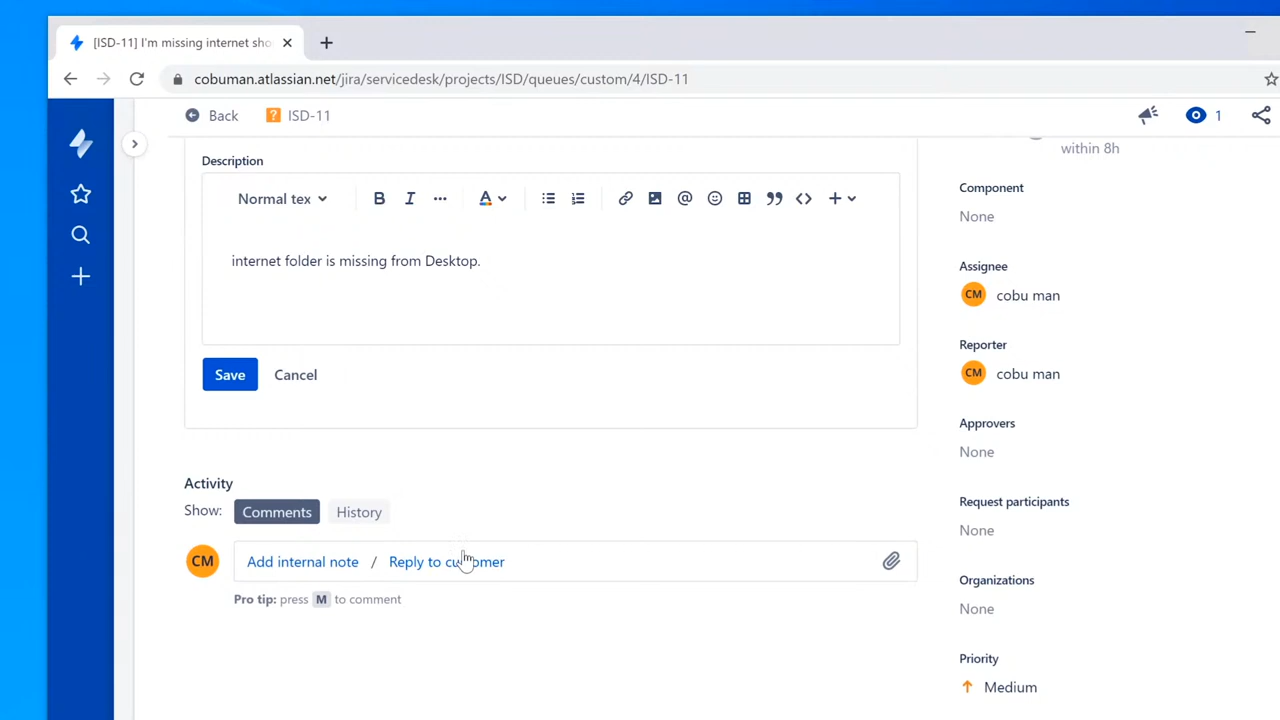 [ISD-11] I'm missing internet sho
cobuman.atlassian.net/jira/servicedesk/projects/ISD/queues/custom/4/ISD-11
Back ISD-11 1
within 8h
Description
Normal tex B I A
internet folder is missing from Desktop.
Save Cancel
Component
None
Assignee
CM cobu man
Reporter
CM cobu man
Approvers
None
Activity
Show: Comments History
CM Add internal note / Reply to customer
Pro tip: press M to comment
Request participants
None
Organizations
None
Priority
Medium